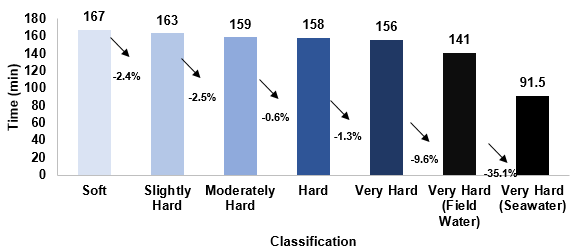 180
160
140
120
100
80
60
40
20
0
Time (min)
167
163
159
158
156
141
91.5
-2.4%
-2.5%
-0.6%
-1.3%
-9.6%
-35.1%
Soft
Slightly
Hard
Moderately
Hard
Hard
Very Hard
Very Hard
(Field
Water)
Very Hard
(Seawater)
Classification